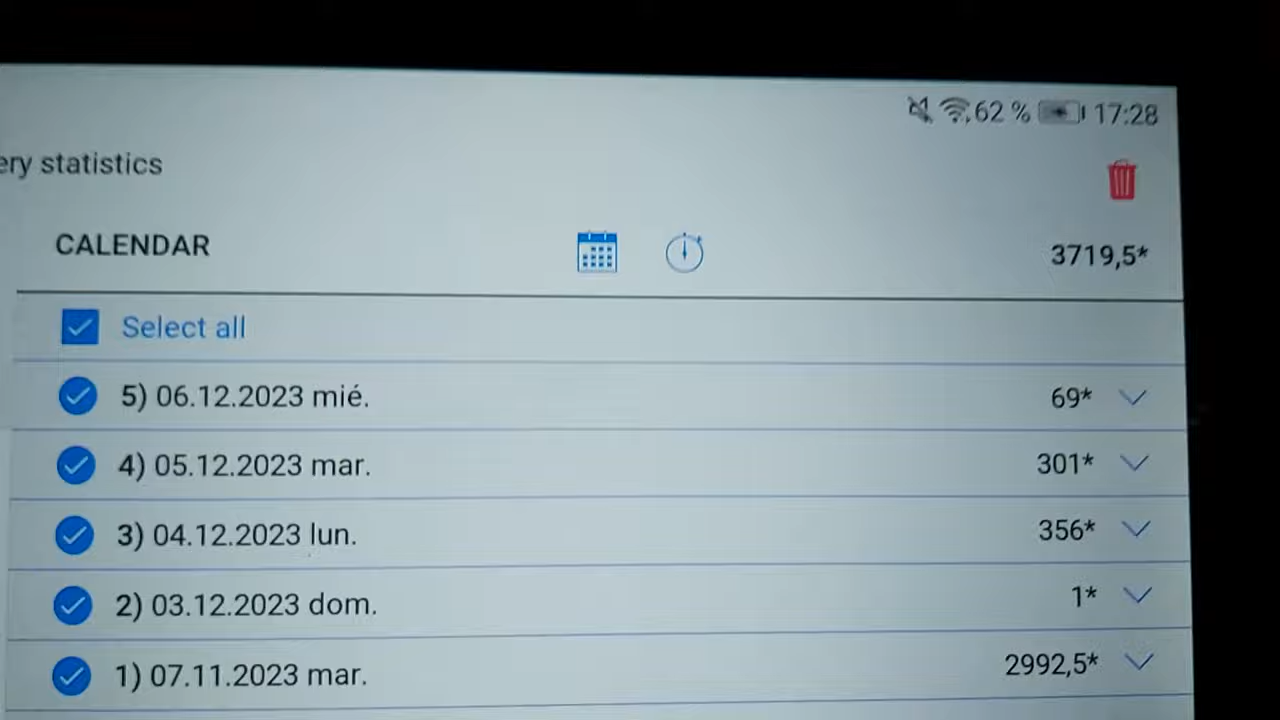 62 % 17:28
ery statistics
CALENDAR 3719,5*
Select all
5) 06.12.2023 mié. 69*
4) 05.12.2023 mar. 301*
3) 04.12.2023 lun. 356*
2) 03.12.2023 dom. 1*
1) 07.11.2023 mar. 2992,5*